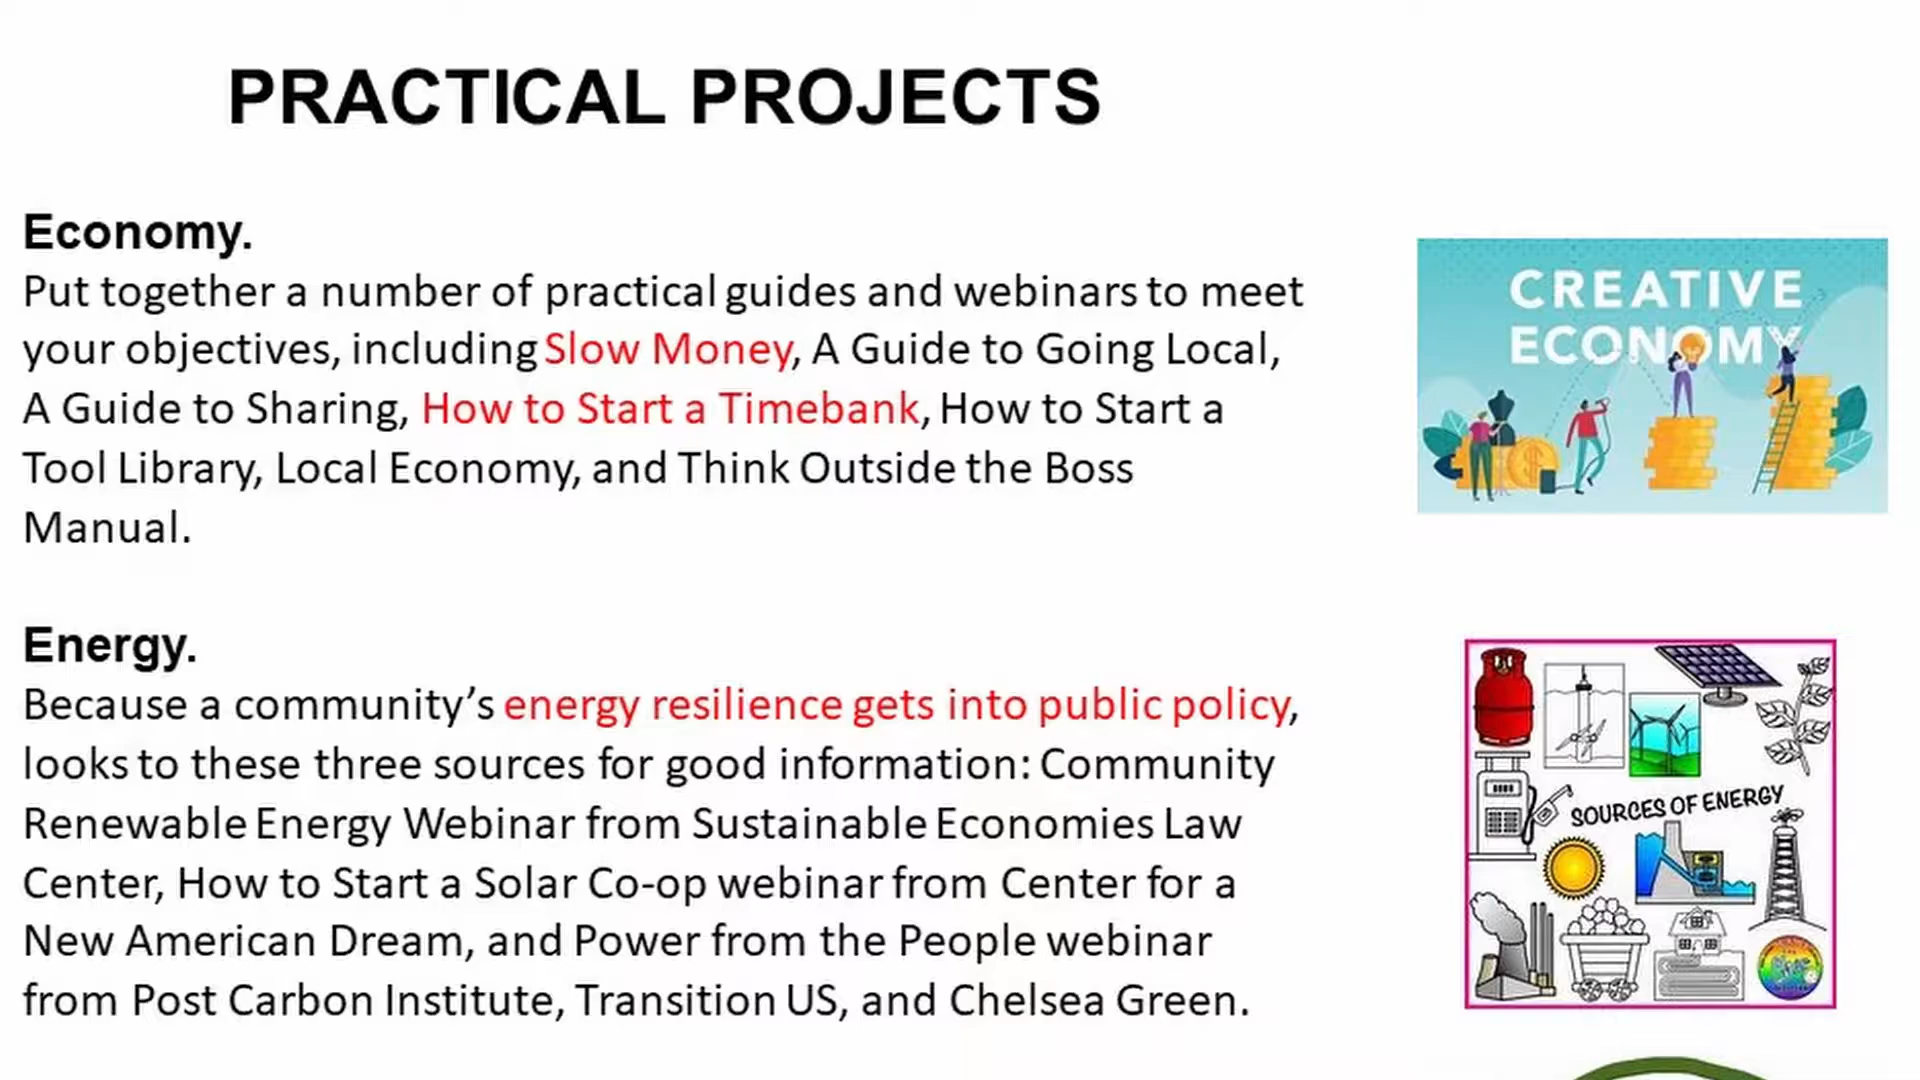 PRACTICAL PROJECTS
Economy.
Put together a number of practical guides and webinars to meet
your objectives, including Slow Money, A Guide to Going Local,
A Guide to Sharing, How to Start a Timebank, How to Start a
Tool Library, Local Economy, and Think Outside the Boss
Manual.
CREATIVE
ECONOMY
Energy.
Because a community’s energy resilience gets into public policy,
looks to these three sources for good information: Community
Renewable Energy Webinar from Sustainable Economies Law
Center, How to Start a Solar Co-op webinar from Center for a
New American Dream, and Power from the People webinar
from Post Carbon Institute, Transition US, and Chelsea Green.
SOURCES OF ENERGY